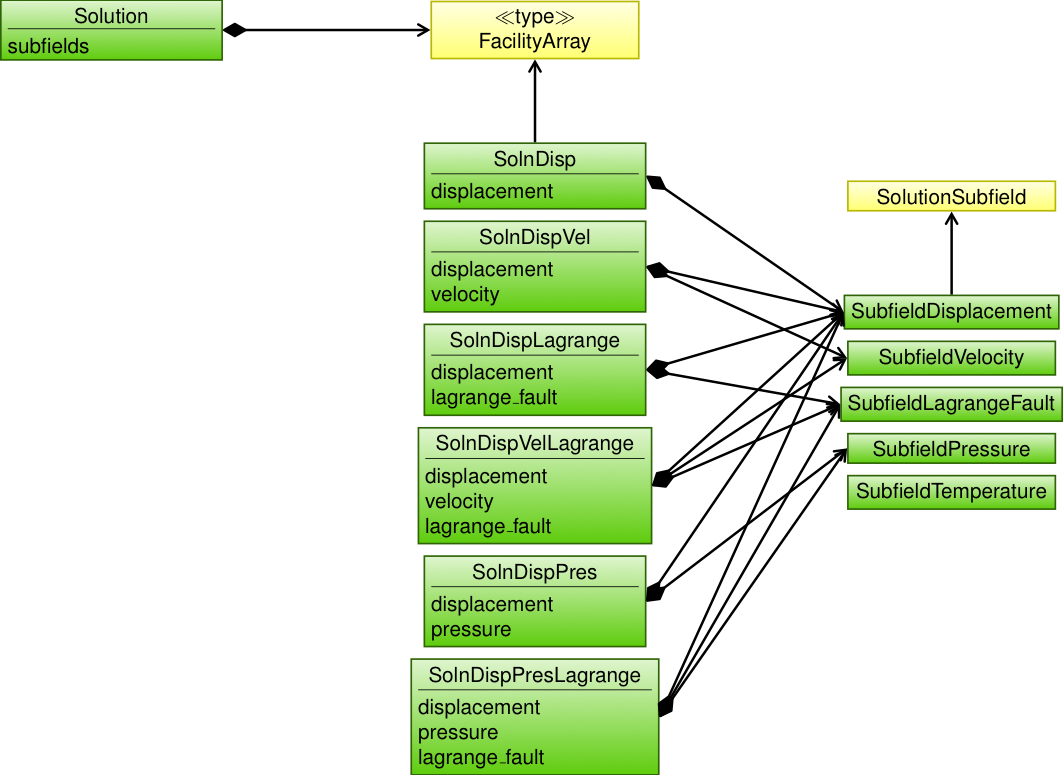 Solution
subfields
≪type≫
FacilityArray
SolnDisp
displacement
SolnDispVel
displacement
velocity
SolnDispLagrange
displacement
lagrange_fault
SolnDispVelLagrange
displacement
velocity
lagrange_fault
SolnDispPres
displacement
pressure
SolnDispPresLagrange
displacement
pressure
lagrange_fault
SolutionSubfield
SubfieldDisplacement
SubfieldVelocity
SubfieldLagrangeFault
SubfieldPressure
SubfieldTemperature